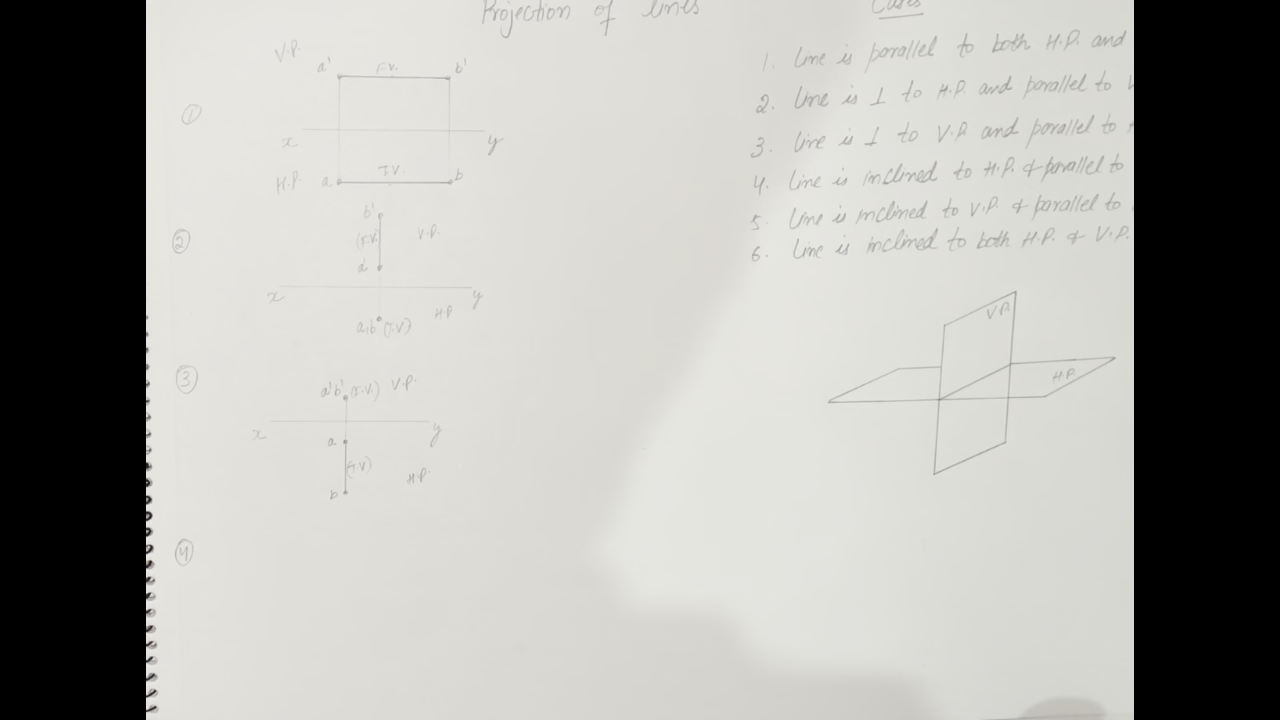 Projection of lines
Cases
V.P.
a' F.V. b'
①
x y
H.P. a T.V. b
②
b'
(F.V.) V.P.
a'
x y
H.P.
a,b (T.V)
③
a'b' (F.V.) V.P.
x y
a
(T.V)
H.P.
b
④
1. Line is parallel to both H.P. and
2. Line is ⊥ to H.P and parallel to V
3. Line is ⊥ to V.P. and parallel to
4. Line is inclined to H.P. & parallel to
5. Line is inclined to V.P. & parallel to
6. Line is inclined to both H.P. & V.P.
V.P.
H.P.